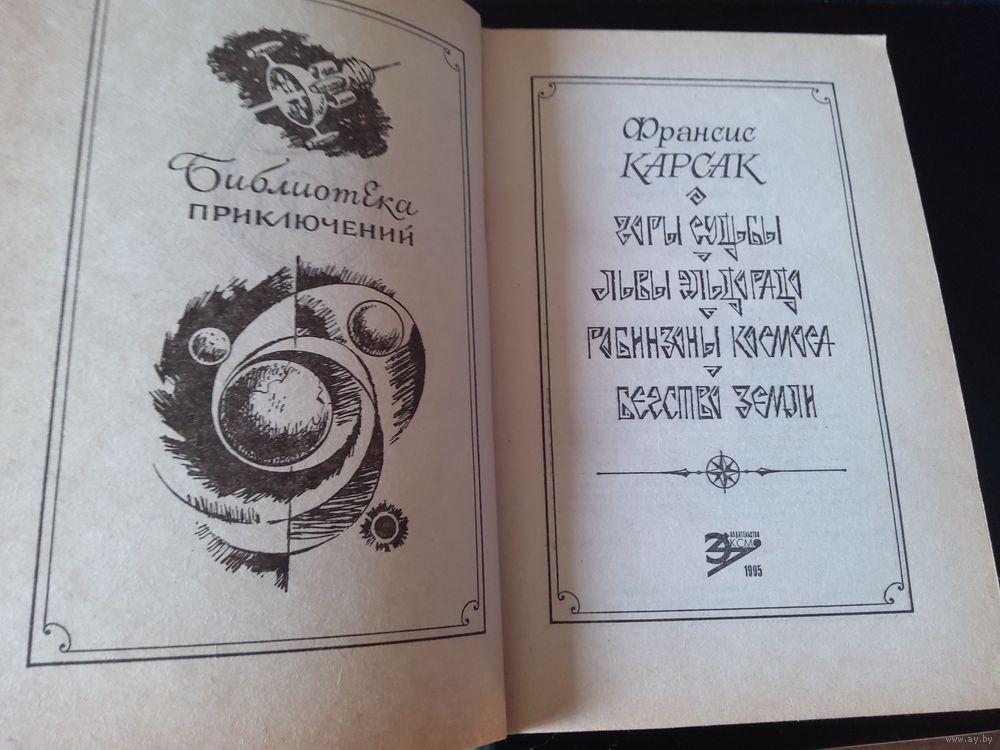 БиблиотЕка
ПРИКЛЮЧЕНИЙ
Франсис
КАРСАК
ГОРЫ СУДЬБЫ
ЛЬВЫ ЭЛЬДОРАДО
РОБИНЗОНЫ КОСМОСА
БЕГСТВО ЗЕМЛИ
ИЗДАТЕЛЬСТВО
ЭКСМО
1995
www.ay.by